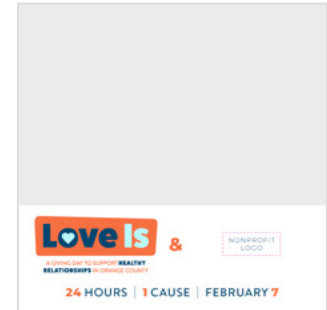 Love Is
A GIVING DAY TO SUPPORT HEALTHY
RELATIONSHIPS IN ORANGE COUNTY
&
NONPROFIT
LOGO
24 HOURS | 1 CAUSE | FEBRUARY 7